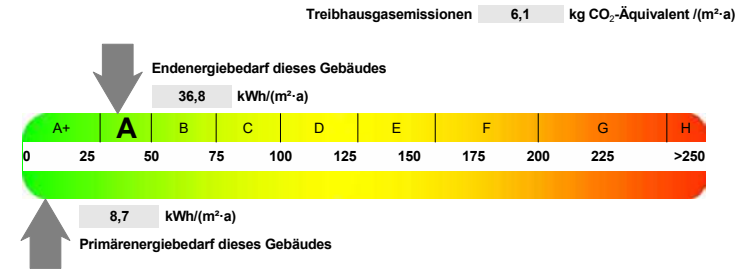 Treibhausgasemissionen 6,1 kg CO₂-Äquivalent /(m²·a)
Endenergiebedarf dieses Gebäudes
36,8 kWh/(m²·a)
A+ A B C D E F G H
0 25 50 75 100 125 150 175 200 225 >250
8,7 kWh/(m²·a)
Primärenergiebedarf dieses Gebäudes